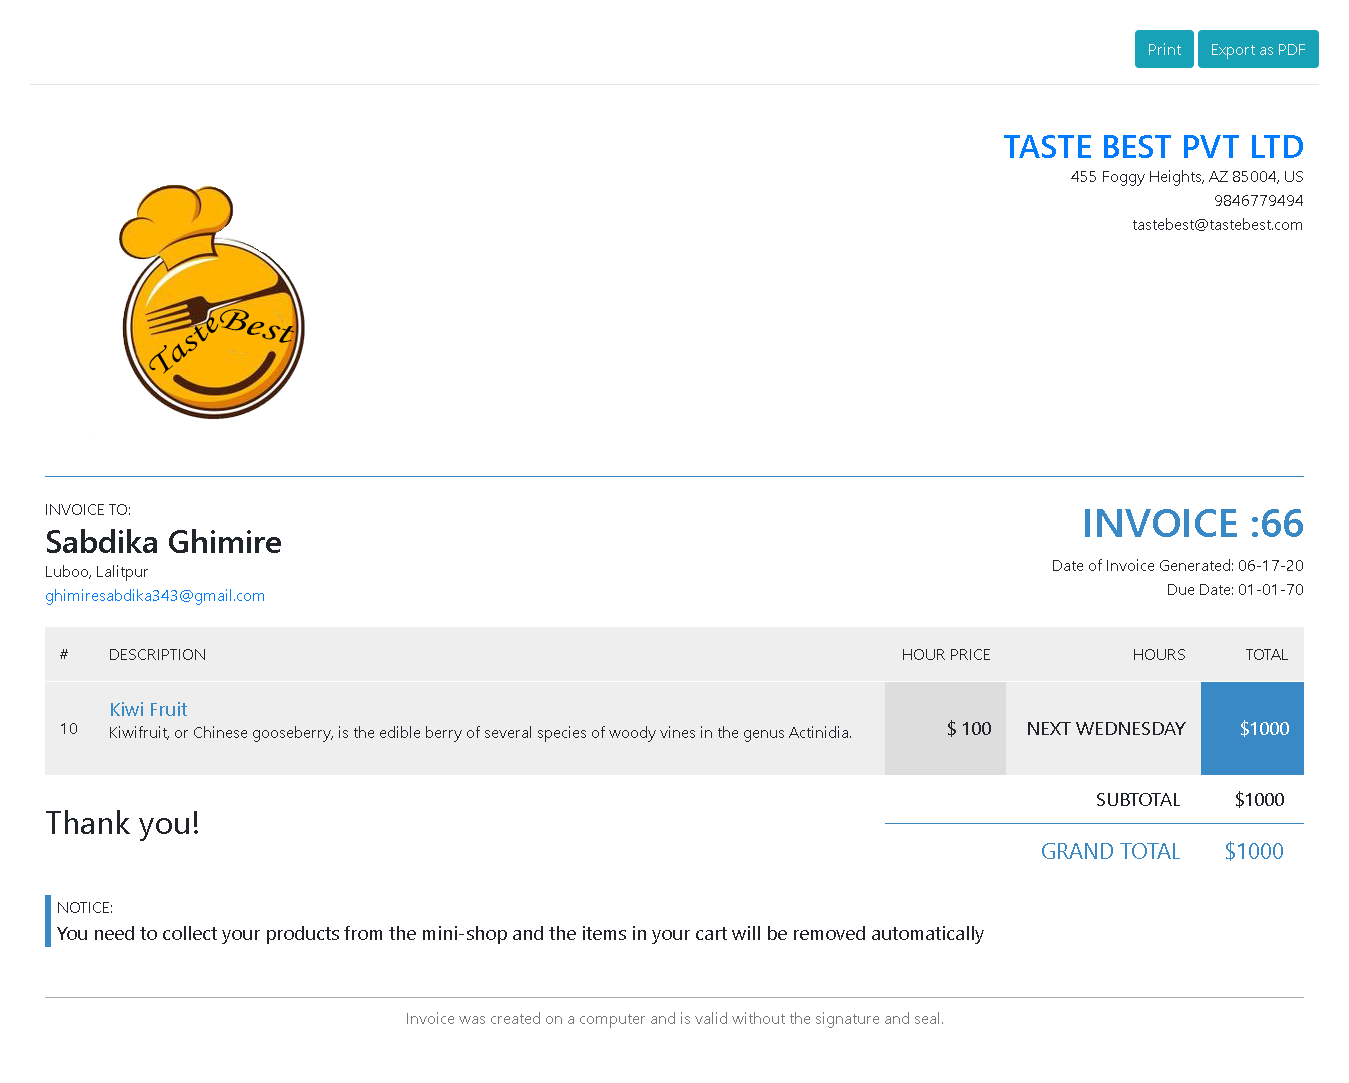 Print Export as PDF
TASTE BEST PVT LTD
455 Foggy Heights, AZ 85004, US
9846779494
tastebest@tastebest.com
TasteBest
INVOICE TO:
Sabdika Ghimire
Luboo, Lalitpur
ghimiresabdika343@gmail.com
INVOICE :66
Date of Invoice Generated: 06-17-20
Due Date: 01-01-70
# DESCRIPTION HOUR PRICE HOURS TOTAL
Kiwi Fruit
10 Kiwifruit, or Chinese gooseberry, is the edible berry of several species of woody vines in the genus Actinidia. $ 100 NEXT WEDNESDAY $1000
SUBTOTAL $1000
Thank you!
GRAND TOTAL $1000
NOTICE:
You need to collect your products from the mini-shop and the items in your cart will be removed automatically
Invoice was created on a computer and is valid without the signature and seal.